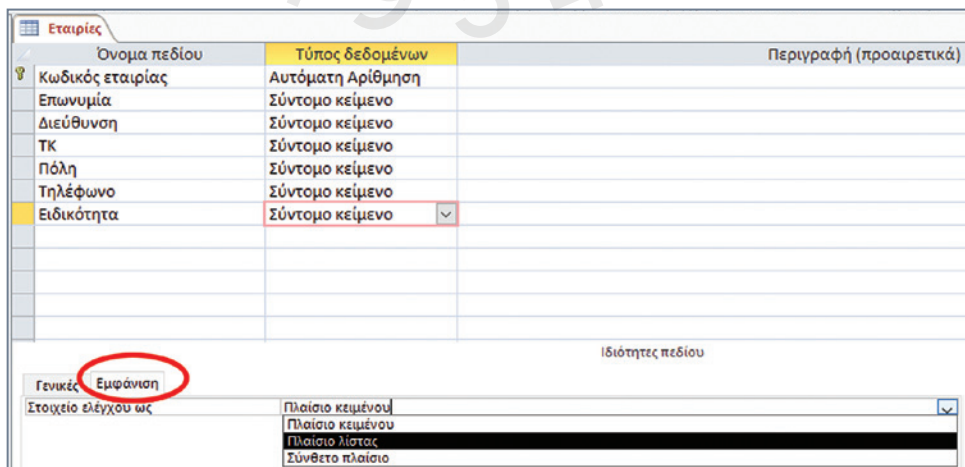 1954
Εταιρίες
Όνομα πεδίου Τύπος δεδομένων Περιγραφή (προαιρετικά)
Κωδικός εταιρίας Αυτόματη Αρίθμηση
Επωνυμία Σύντομο κείμενο
Διεύθυνση Σύντομο κείμενο
ΤΚ Σύντομο κείμενο
Πόλη Σύντομο κείμενο
Τηλέφωνο Σύντομο κείμενο
Ειδικότητα Σύντομο κείμενο
Ιδιότητες πεδίου
Γενικές Εμφάνιση
Στοιχείο ελέγχου ως Πλαίσιο κειμένου
Πλαίσιο κειμένου
Πλαίσιο λίστας
Σύνθετο πλαίσιο